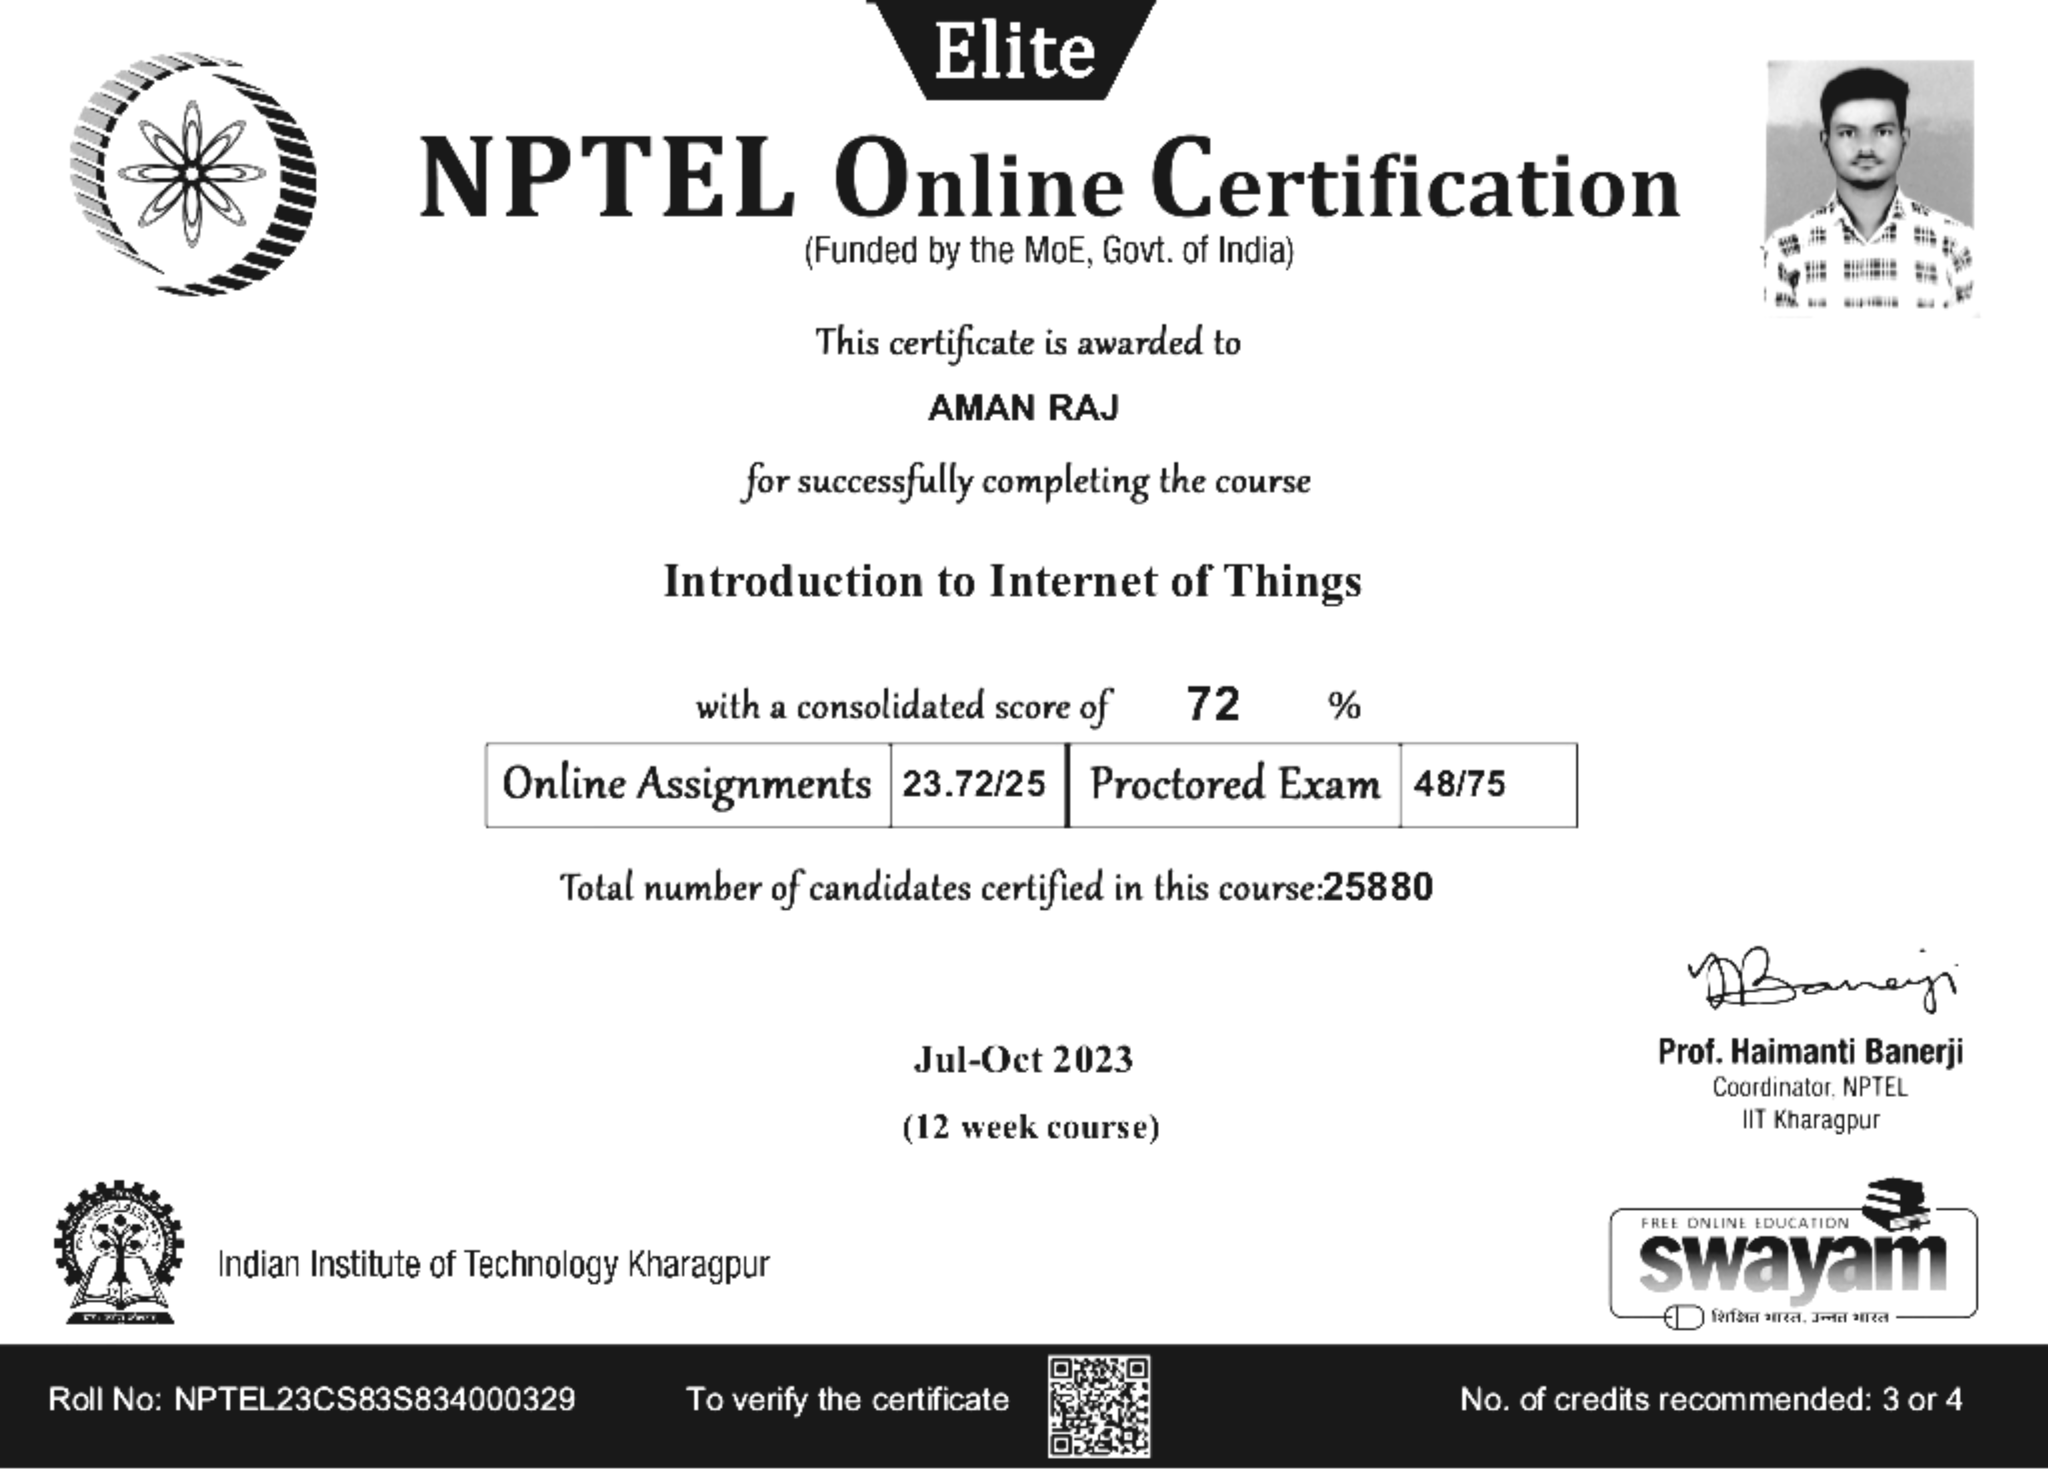 Elite
NPTEL Online Certification
(Funded by the MoE, Govt. of India)
This certificate is awarded to
AMAN RAJ
for successfully completing the course
Introduction to Internet of Things
with a consolidated score of 72 %
Online Assignments 23.72/25 Proctored Exam 48/75
Total number of candidates certified in this course:25880
Banerji
Prof. Haimanti Banerji
Coordinator, NPTEL
IIT Kharagpur
Jul-Oct 2023
(12 week course)
Indian Institute of Technology Kharagpur
FREE ONLINE EDUCATION
swayam
शिक्षित भारत, उन्नत भारत
Roll No: NPTEL23CS83S834000329 To verify the certificate No. of credits recommended: 3 or 4